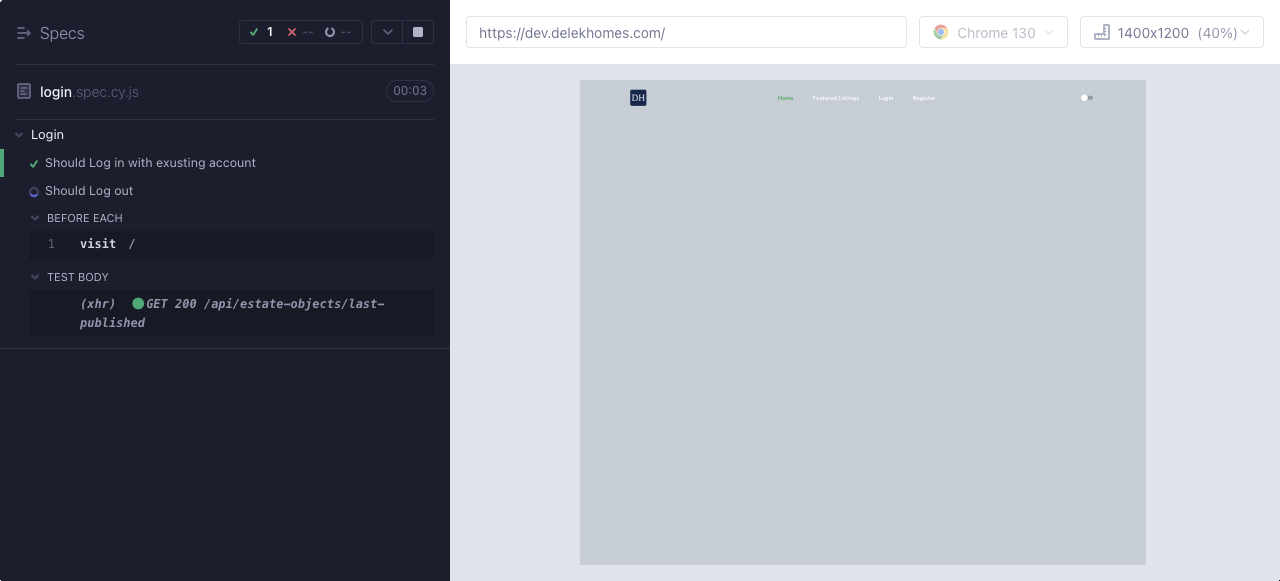 Specs
1 -- --
login.spec.cy.js
00:03
Login
Should Log in with exusting account
Should Log out
BEFORE EACH
1 visit /
TEST BODY
(xhr) GET 200 /api/estate-objects/last-
published
https://dev.delekhomes.com/
Chrome 130
1400x1200 (40%)
DH
Home
Featured Listings
Login
Register